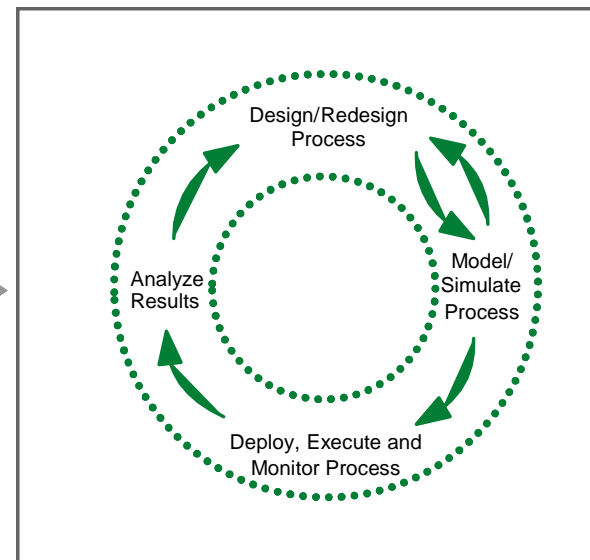 Design/Redesign
Process
Model/
Simulate
Process
Analyze
Results
Deploy, Execute and
Monitor Process